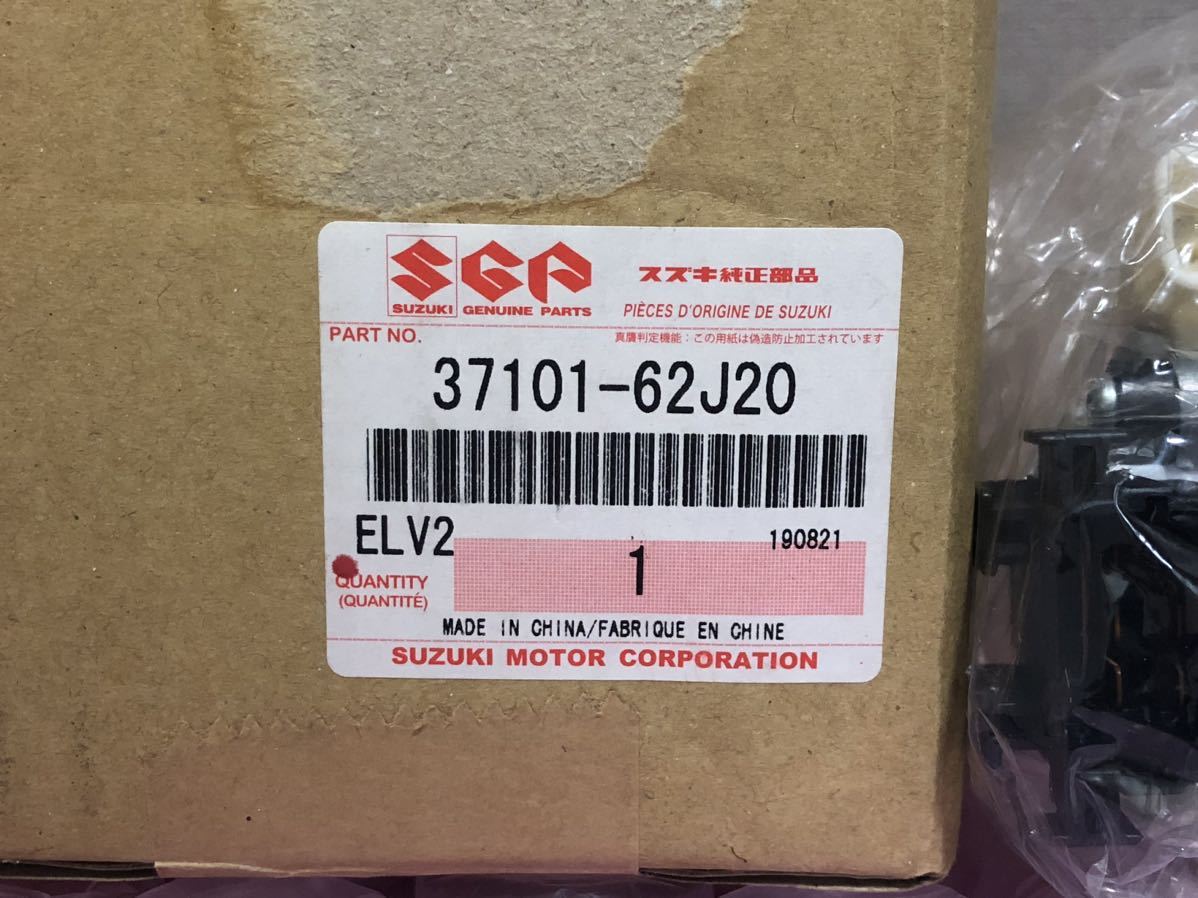 SGP
SUZUKI GENUINE PARTS
スズキ純正部品
PIÈCES D'ORIGINE DE SUZUKI
PART NO.
真贋判定機能：この用紙は偽造防止加工されています
37101-62J20
ELV2
190821
1
QUANTITY
(QUANTITÉ)
MADE IN CHINA/FABRIQUE EN CHINE
SUZUKI MOTOR CORPORATION